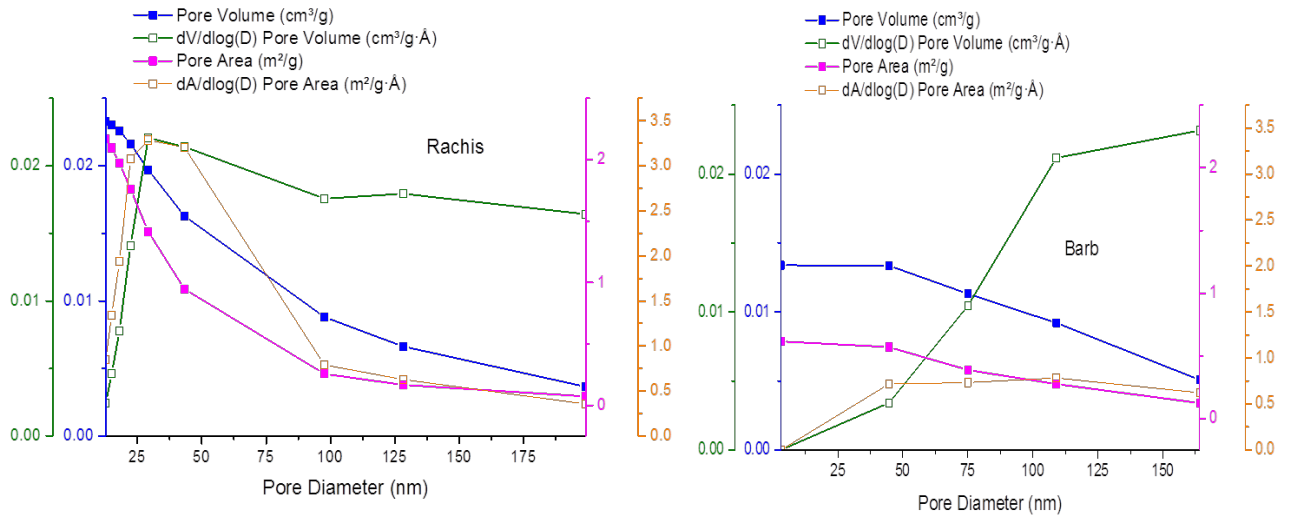 Pore Volume (cm³/g)
dV/dlog(D) Pore Volume (cm³/g·Å)
Pore Area (m²/g)
dA/dlog(D) Pore Area (m²/g·Å)
Rachis
0.02
0.01
0.00
0.02
0.01
0.00
2
1
0
3.5
3.0
2.5
2.0
1.5
1.0
0.5
0.0
25 50 75 100 125 150 175
Pore Diameter (nm)
Pore Volume (cm³/g)
dV/dlog(D) Pore Volume (cm³/g·Å)
Pore Area (m²/g)
dA/dlog(D) Pore Area (m²/g·Å)
Barb
0.02
0.01
0.00
0.02
0.01
0.00
2
1
0
3.5
3.0
2.5
2.0
1.5
1.0
0.5
0.0
25 50 75 100 125 150
Pore Diameter (nm)